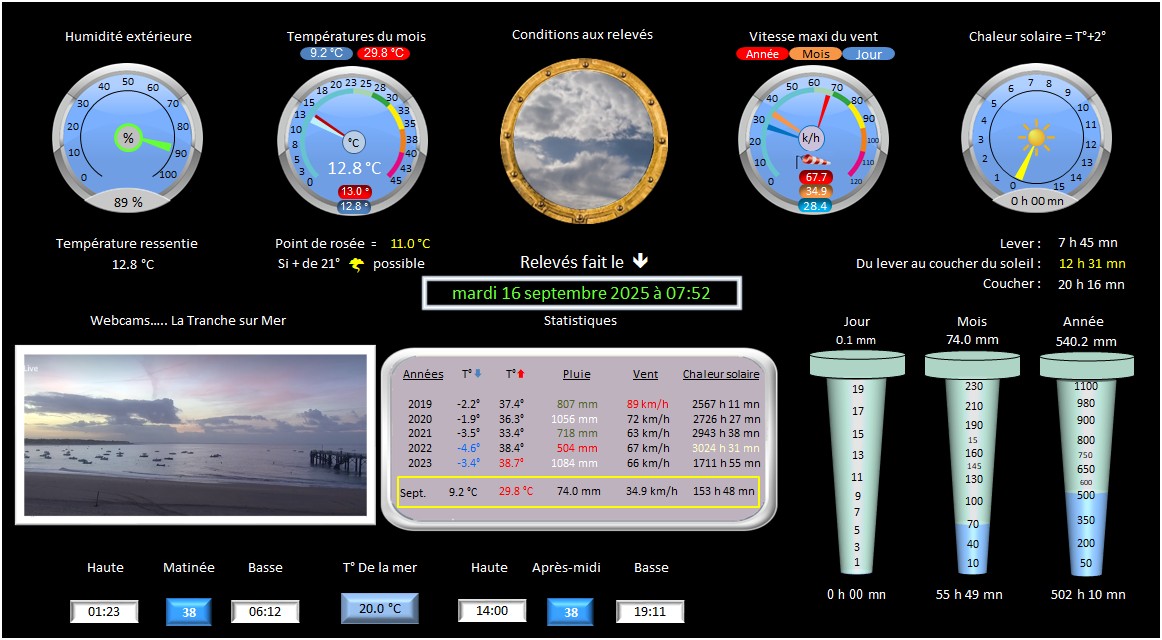 Humidité extérieure
Températures du mois
9.2 °C 29.8 °C
Conditions aux relevés
Vitesse maxi du vent
Année Mois Jour
Chaleur solaire = T°+2°
0 10 20 30 40 50 60 70 80 90 100
%
89 %
0 3 5 8 10 13 15 18 20 23 25 28 30 33 35 38 40 43 45
°C
12.8 °C
13.0 °
12.8 °
0 10 20 30 40 50 60 70 80 90 100 110 120
k/h
67.7
34.9
28.4
0 1 2 3 4 5 6 7 8 9 10 11 12 13 14 15
0 h 00 mn
Température ressentie
12.8 °C
Point de rosée = 11.0 °C
Si + de 21° possible
Relevés fait le
mardi 16 septembre 2025 à 07:52
Lever : 7 h 45 mn
Du lever au coucher du soleil : 12 h 31 mn
Coucher : 20 h 16 mn
Webcams..... La Tranche sur Mer
Live
Statistiques
Années T° T° Pluie Vent Chaleur solaire
2019 -2.2° 37.4° 807 mm 89 km/h 2567 h 11 mn
2020 -1.9° 36.3° 1056 mm 72 km/h 2726 h 27 mn
2021 -3.5° 33.4° 718 mm 63 km/h 2943 h 38 mn
2022 -4.6° 38.4° 504 mm 67 km/h 3024 h 31 mn
2023 -3.4° 38.7° 1084 mm 66 km/h 1711 h 55 mn
Sept. 9.2 °C 29.8 °C 74.0 mm 34.9 km/h 153 h 48 mn
Jour
0.1 mm
19
17
15
13
11
9
7
5
3
1
0 h 00 mn
Mois
74.0 mm
230
210
190
15
160
145
130
100
70
40
10
55 h 49 mn
Année
540.2 mm
1100
980
900
800
750
650
600
500
350
200
50
502 h 10 mn
Haute Matinée Basse T° De la mer Haute Après-midi Basse
01:23 38 06:12 20.0 °C 14:00 38 19:11